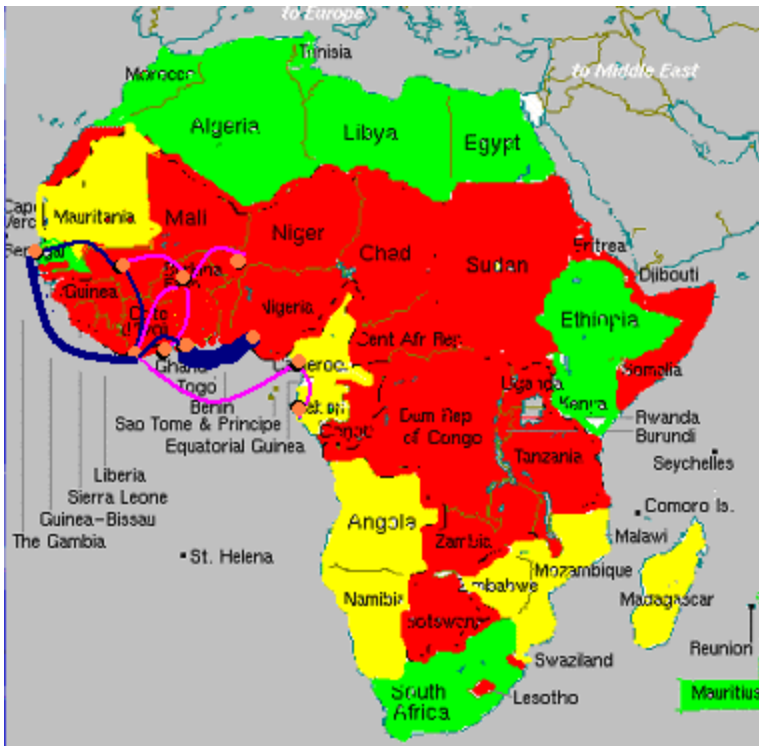 to Europe
Tunisia
Morocco
to Middle East
Algeria
Libya
Egypt
Cap
Verc
Mauritania
Mali
Niger
Chad
Sudan
Eritrea
Djibouti
Guinea
Nigeria
Ethiopia
Cent Afr Rep
Somalia
Uganda
Kenya
Togo
Benin
Dum Rep
of Congo
Sao Tome & Principe
Equatorial Guinea
Rwanda
Burundi
Tanzania
Seychelles
Liberia
Sierra Leone
Guinea-Bissau
The Gambia
Comoro Is.
Angola
Zambia
Malawi
St. Helena
Mozambique
Namibia
Madagascar
Reunion
Swaziland
South
Africa
Lesotho
Mauritius